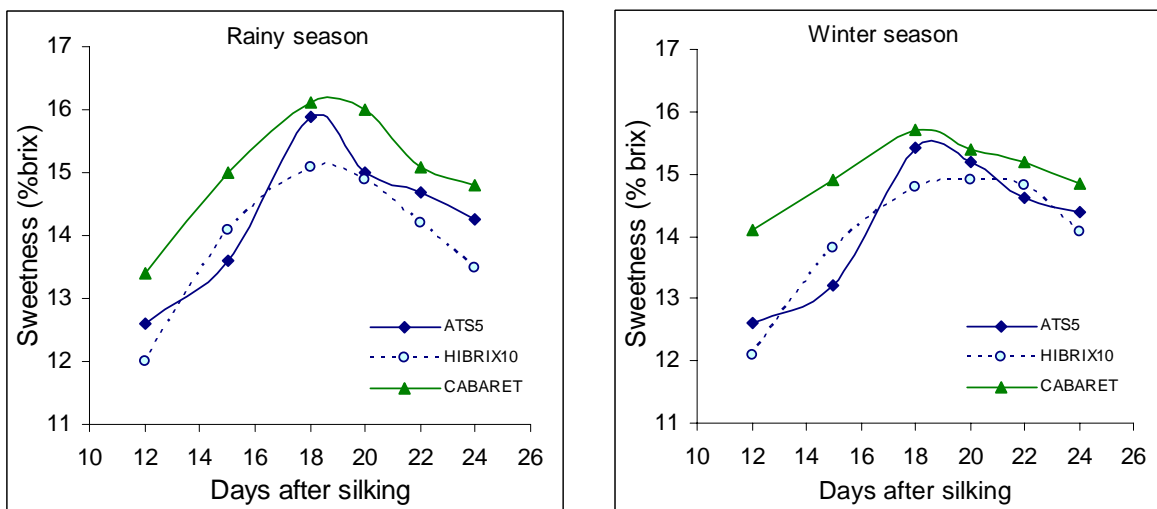 Rainy season
17
16
15
14
13
12
11
Sweetness (%brix)
ATS5
HIBRIX10
CABARET
10 12 14 16 18 20 22 24 26
Days after silking
Winter season
17
16
15
14
13
12
11
Sweetness (% brix)
ATS5
HIBRIX10
CABARET
10 12 14 16 18 20 22 24 26
Days after silking